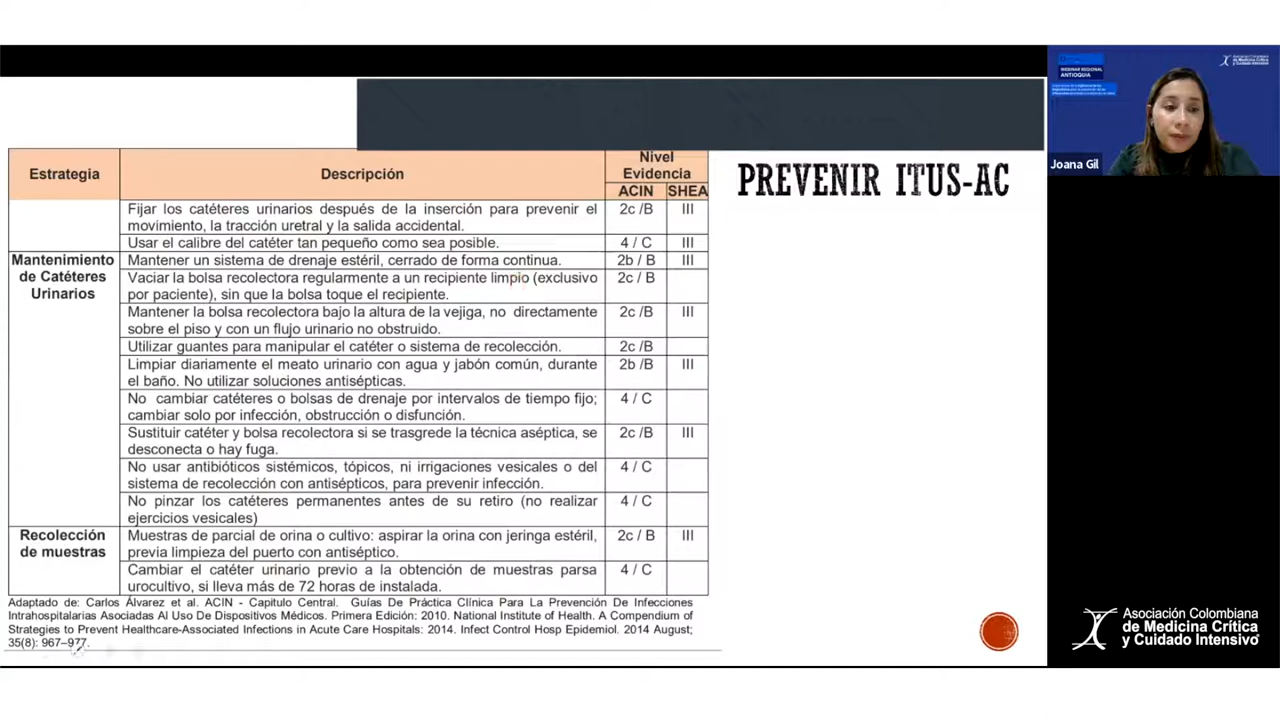 Estrategia
Descripción
Nivel
Evidencia
ACIN
SHEA
Fijar los catéteres urinarios después de la inserción para prevenir el
movimiento, la tracción uretral y la salida accidental.
2c /B
III
Usar el calibre del catéter tan pequeño como sea posible.
4 / C
III
Mantenimiento
de Catéteres
Urinarios
Mantener un sistema de drenaje estéril, cerrado de forma continua.
2b / B
III
Vaciar la bolsa recolectora regularmente a un recipiente limpio (exclusivo
por paciente), sin que la bolsa toque el recipiente.
2c / B
Mantener la bolsa recolectora bajo la altura de la vejiga, no directamente
sobre el piso y con un flujo urinario no obstruido.
2c /B
III
Utilizar guantes para manipular el catéter o sistema de recolección.
2c /B
Limpiar diariamente el meato urinario con agua y jabón común, durante
el baño. No utilizar soluciones antisépticas.
2b /B
III
No cambiar catéteres o bolsas de drenaje por intervalos de tiempo fijo;
cambiar solo por infección, obstrucción o disfunción.
4 / C
Sustituir catéter y bolsa recolectora si se trasgrede la técnica aséptica, se
desconecta o hay fuga.
2c /B
III
No usar antibióticos sistémicos, tópicos, ni irrigaciones vesicales o del
sistema de recolección con antisépticos, para prevenir infección.
4 / C
No pinzar los catéteres permanentes antes de su retiro (no realizar
ejercicios vesicales)
4 / C
Recolección
de muestras
Muestras de parcial de orina o cultivo: aspirar la orina con jeringa estéril,
previa limpieza del puerto con antiséptico.
2c / B
III
Cambiar el catéter urinario previo a la obtención de muestras parsa
urocultivo, si lleva más de 72 horas de instalada.
4 / C
Adaptado de: Carlos Álvarez et al. ACIN - Capitulo Central. Guías De Práctica Clínica Para La Prevención De Infecciones
Intrahospitalarias Asociadas Al Uso De Dispositivos Médicos. Primera Edición: 2010. National Institute of Health. A Compendium of
Strategies to Prevent Healthcare-Associated Infections in Acute Care Hospitals: 2014. Infect Control Hosp Epidemiol. 2014 August;
35(8): 967–977.
PREVENIR ITUS-AC
WEBINAR REGIONAL
ANTIOQUIA
Asociación Colombiana
de Medicina Crítica
y Cuidado Intensivo
Joana Gil
Asociación Colombiana
de Medicina Crítica
y Cuidado Intensivo